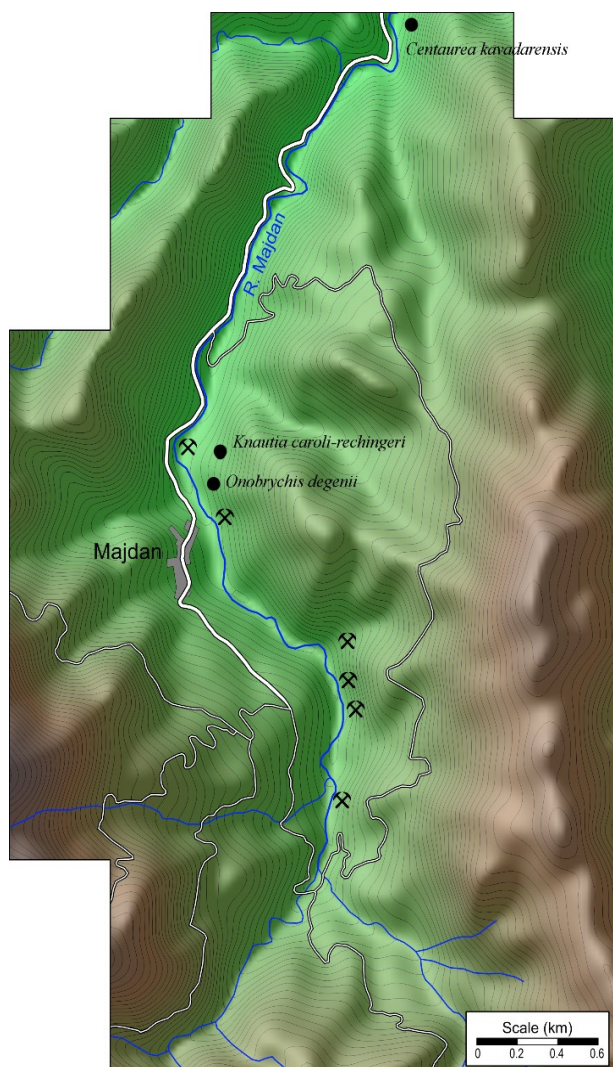 Centaurea kavadarensis
R. Majdan
Knautia caroli-rechingeri
Onobrychis degenii
Majdan
Scale (km)
0 0.2 0.4 0.6